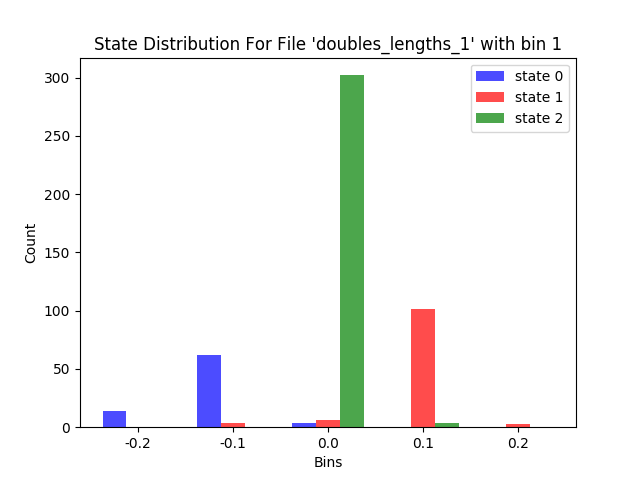 State Distribution For File 'doubles_lengths_1' with bin 1
300
250
200
150
100
50
0
Count
state 0
state 1
state 2
-0.2
-0.1
0.0
0.1
0.2
Bins